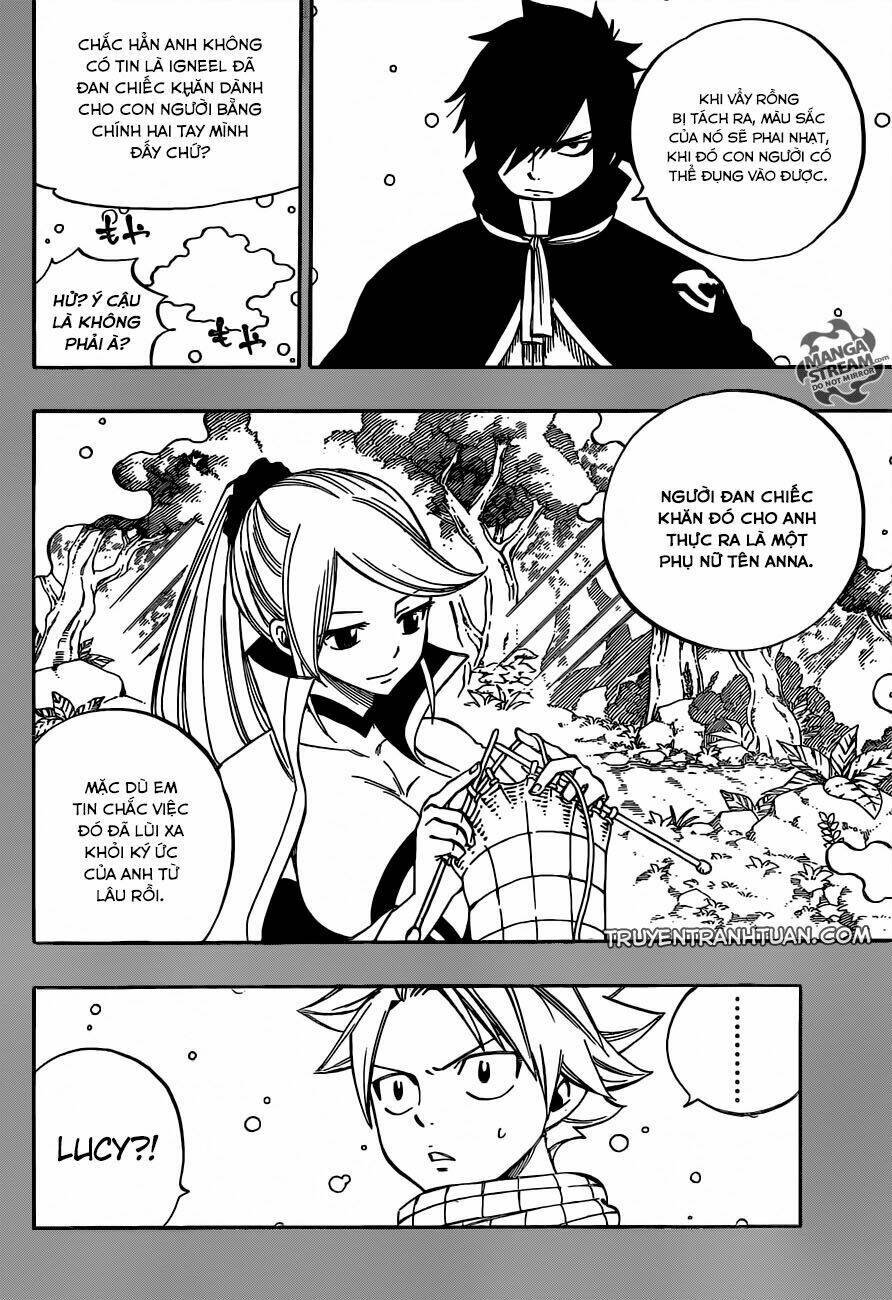 KHI VẨY RỒNG
BỊ TÁCH RA, MÀU SẮC
CỦA NÓ SẼ PHAI NHẠT,
KHI ĐÓ CON NGƯỜI CÓ
THỂ ĐỤNG VÀO ĐƯỢC.
CHẮC HẲN ANH KHÔNG
CÓ TIN LÀ IGNEEL ĐÃ
ĐAN CHIẾC KHĂN DÀNH
CHO CON NGƯỜI BẰNG
CHÍNH HAI TAY MÌNH
ĐẤY CHỨ?
HỬ? Ý CẬU
LÀ KHÔNG
PHẢI À?
MANGA
STREAM.com
DO NOT MIRROR
NGƯỜI ĐAN CHIẾC
KHĂN ĐÓ CHO ANH
THỰC RA LÀ MỘT
PHỤ NỮ TÊN ANNA.
MẶC DÙ EM
TIN CHẮC VIỆC
ĐÓ ĐÃ LÙI XA
KHỎI KÝ ỨC
CỦA ANH TỪ
LÂU RỒI.
TRUYENTRANHTUAN.COM
.........
LUCY?!